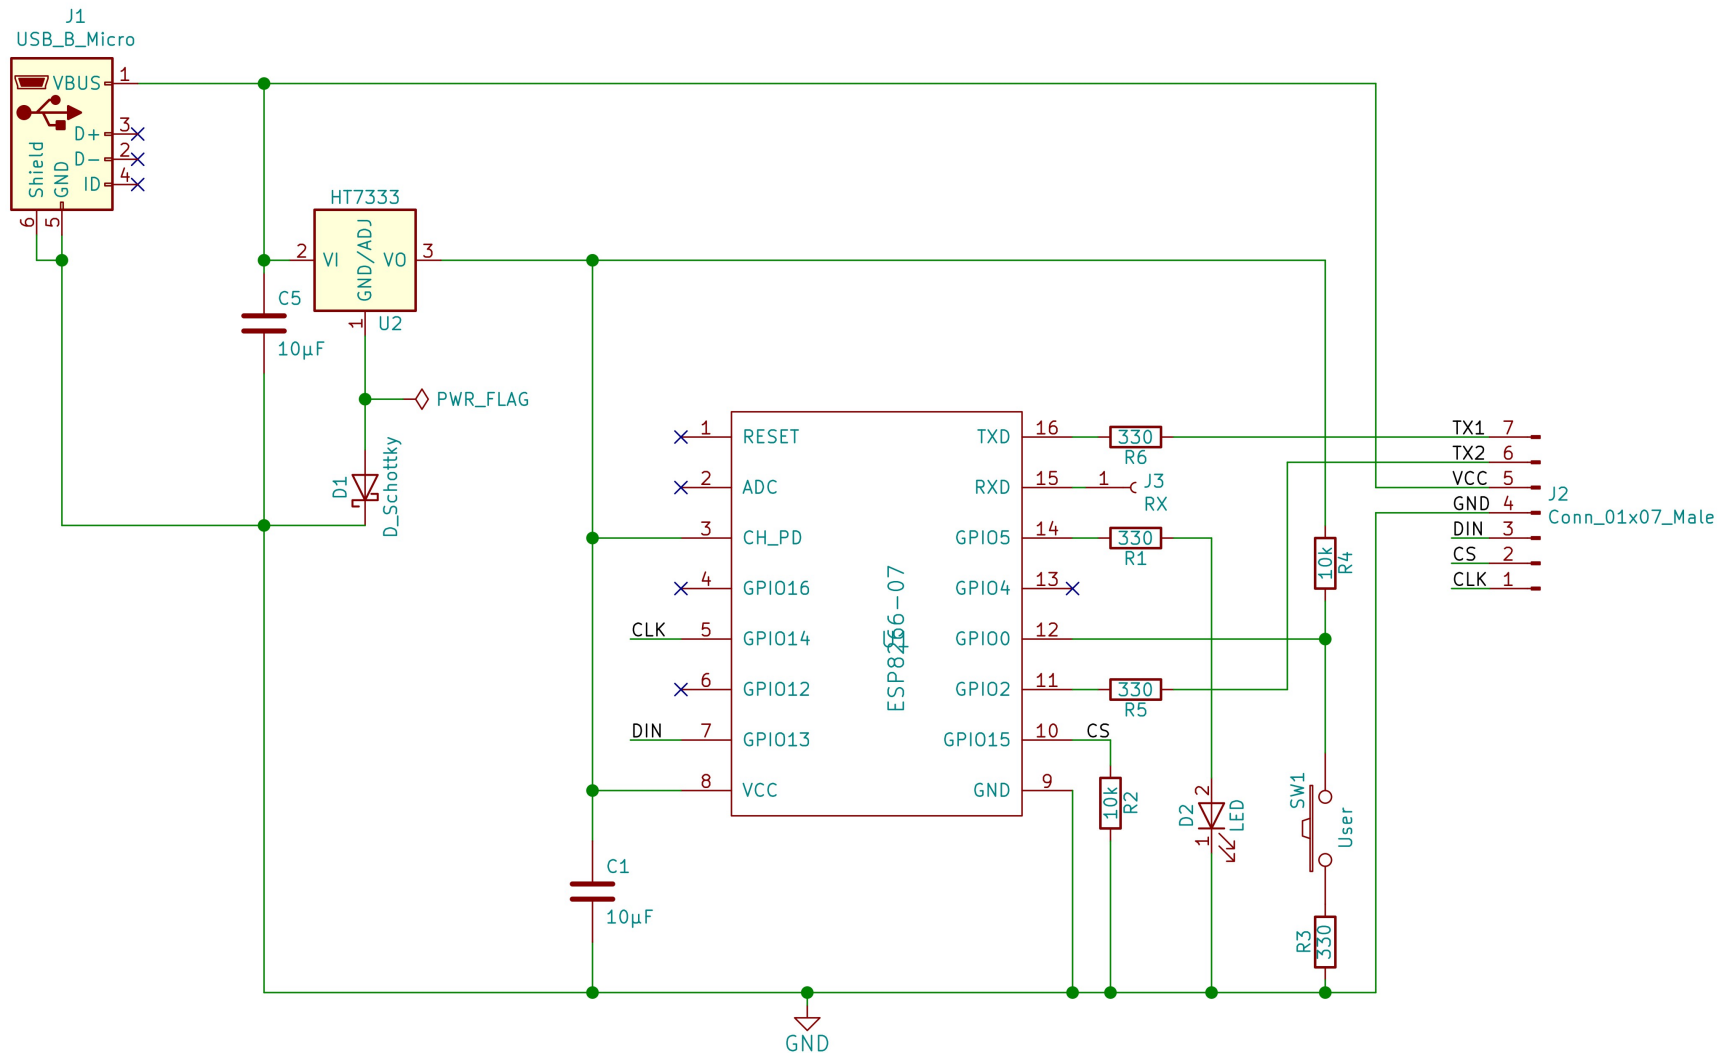 J1
USB_B_Micro
VBUS
1
D+
3
D-
2
ID
4
Shield
GND
6
5
HT7333
2
VI
GND/ADJ
VO
3
1
U2
C5
10µF
PWR_FLAG
D1
D_Schottky
1
RESET
2
ADC
3
CH_PD
4
GPIO16
CLK
5
GPIO14
6
GPIO12
DIN
7
GPIO13
8
VCC
ESP8266-07
TXD
16
330
R6
RXD
15
1
J3
RX
GPIO5
14
330
R1
GPIO4
13
GPIO0
12
GPIO2
11
330
R5
GPIO15
10
CS
GND
9
10k
R2
D2
2
1
LED
10k
R4
SW1
User
R3
330
TX1
7
TX2
6
VCC
5
GND
4
DIN
3
CS
2
CLK
1
J2
Conn_01x07_Male
C1
10µF
GND